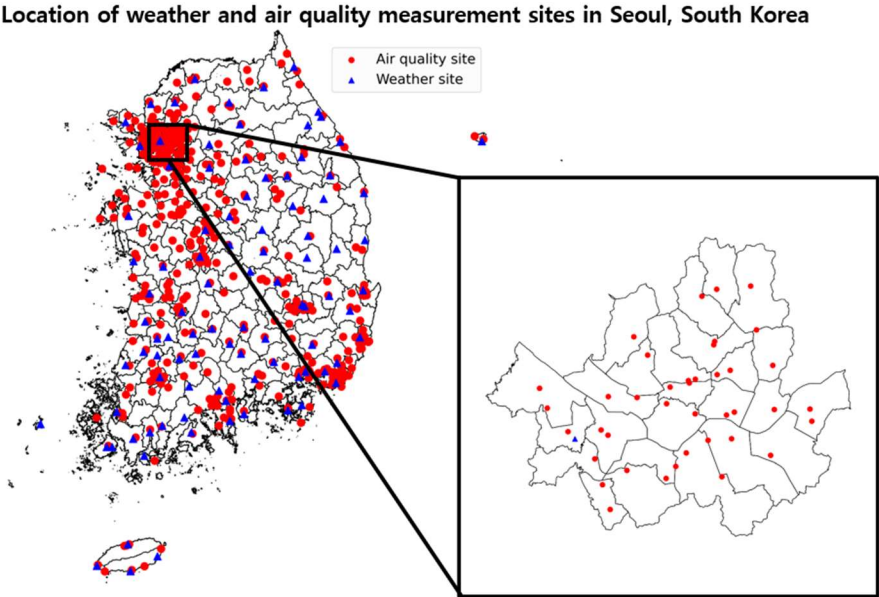 Location of weather and air quality measurement sites in Seoul, South Korea
Air quality site
Weather site